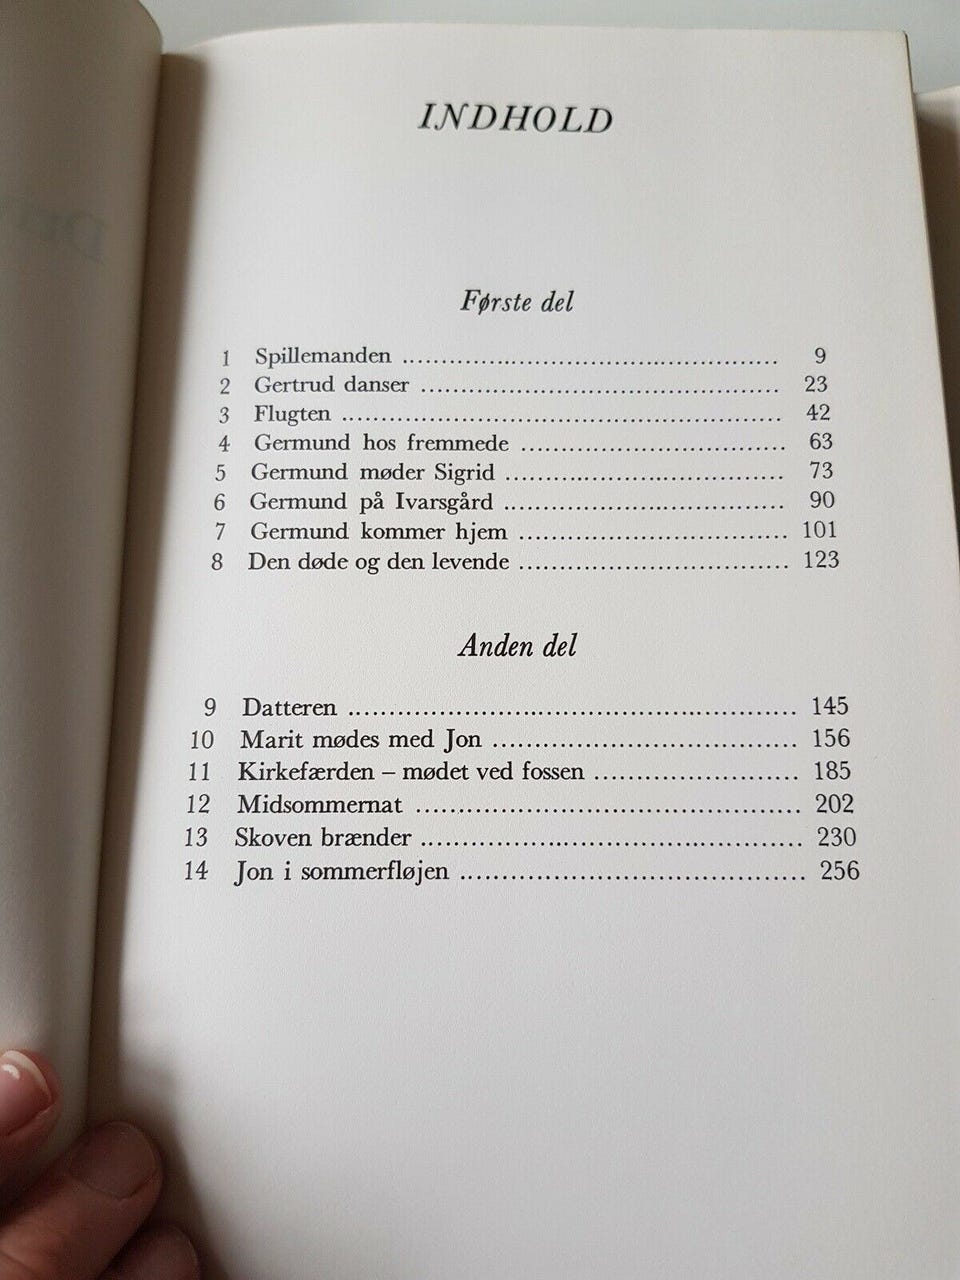 INDHOLD
Første del
1 Spillemanden ........................................ 9
2 Gertrud danser ........................................ 23
3 Flugten ........................................ 42
4 Germund hos fremmede ........................................ 63
5 Germund møder Sigrid ........................................ 73
6 Germund på Ivarsgård ........................................ 90
7 Germund kommer hjem ........................................ 101
8 Den døde og den levende ........................................ 123
Anden del
9 Datteren ........................................ 145
10 Marit mødes med Jon ........................................ 156
11 Kirkefærden – mødet ved fossen ........................................ 185
12 Midsommernat ........................................ 202
13 Skoven brænder ........................................ 230
14 Jon i sommerfløjen ........................................ 256